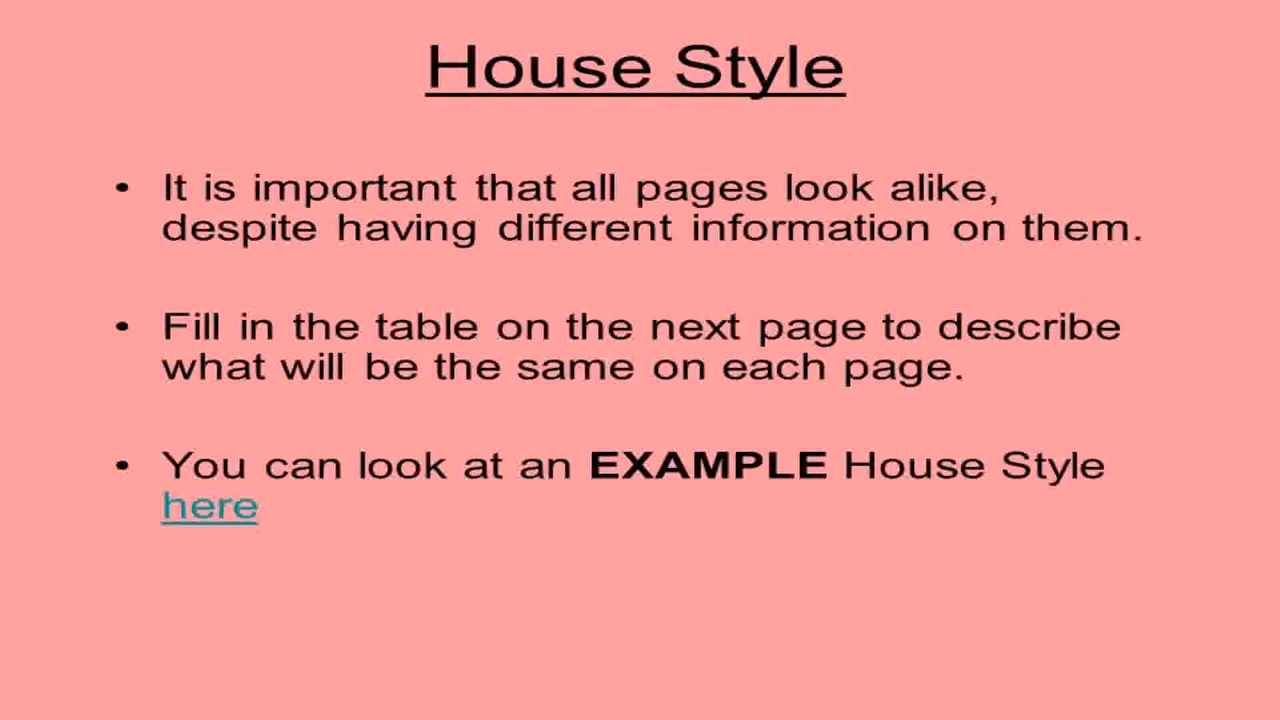 House Style
• It is important that all pages look alike,
despite having different information on them.
• Fill in the table on the next page to describe
what will be the same on each page.
• You can look at an EXAMPLE House Style
here